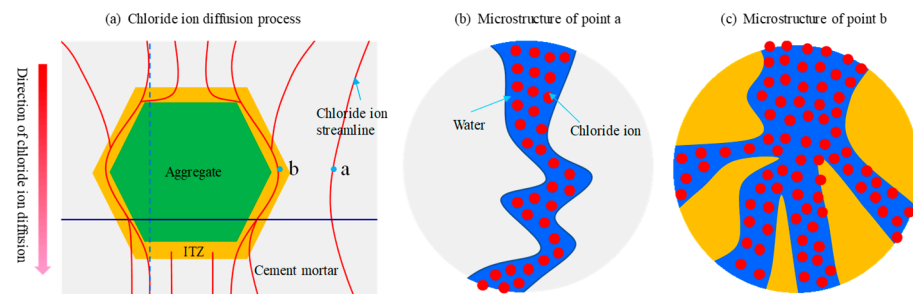 (a) Chloride ion diffusion process
(b) Microstructure of point a
(c) Microstructure of point b
Direction of chloride ion diffusion
Chloride ion
streamline
Aggregate
b
a
ITZ
Cement mortar
Water
Chloride ion